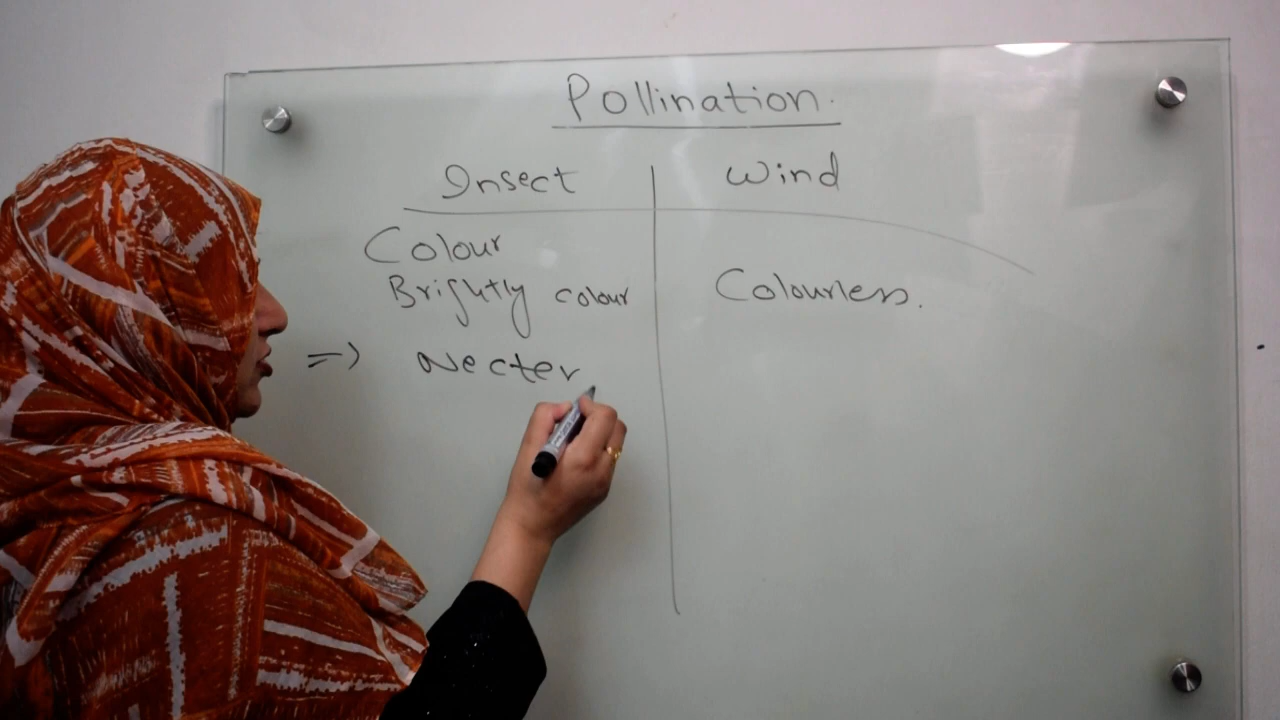 Pollination.
Insect Wind
Colour
Brightly colour Colourless.
=> Necter